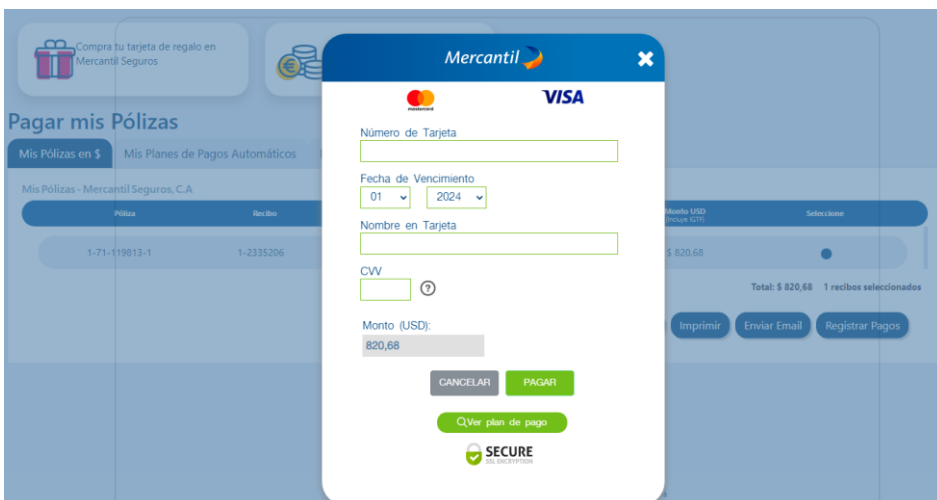 Compra tu tarjeta de regalo en
Mercantil Seguros
Pagar mis Pólizas
Mis Pólizas en $
Mis Planes de Pagos Automáticos
Mis Pólizas - Mercantil Seguros, C.A
Póliza
Recibo
Monto USD
(Incluye IGTF)
Seleccione
1-71-119813-1
1-2335206
$ 820.68
Total: $ 820,68 1 recibos seleccionados
Imprimir
Enviar Email
Registrar Pagos
Mercantil
mastercard
VISA
Número de Tarjeta
Fecha de Vencimiento
01
2024
Nombre en Tarjeta
CVV
?
Monto (USD):
820,68
CANCELAR
PAGAR
Ver plan de pago
SECURE
SSL ENCRYPTION